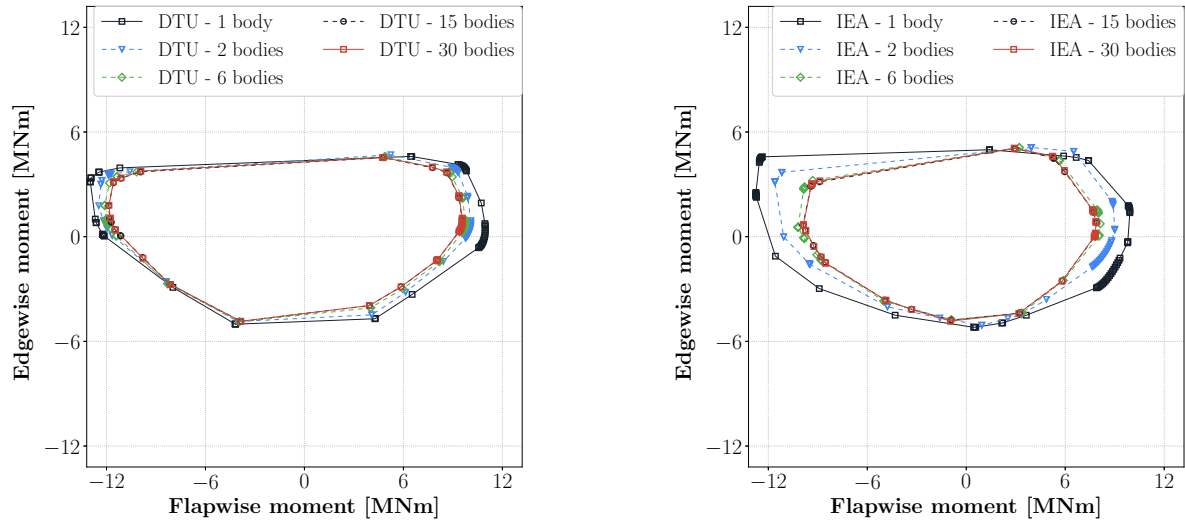 12
6
0
−6
−12
−12
−6
0
6
12
Edgewise moment [MNm]
Flapwise moment [MNm]
DTU - 1 body
DTU - 2 bodies
DTU - 6 bodies
DTU - 15 bodies
DTU - 30 bodies
12
6
0
−6
−12
−12
−6
0
6
12
Edgewise moment [MNm]
Flapwise moment [MNm]
IEA - 1 body
IEA - 2 bodies
IEA - 6 bodies
IEA - 15 bodies
IEA - 30 bodies